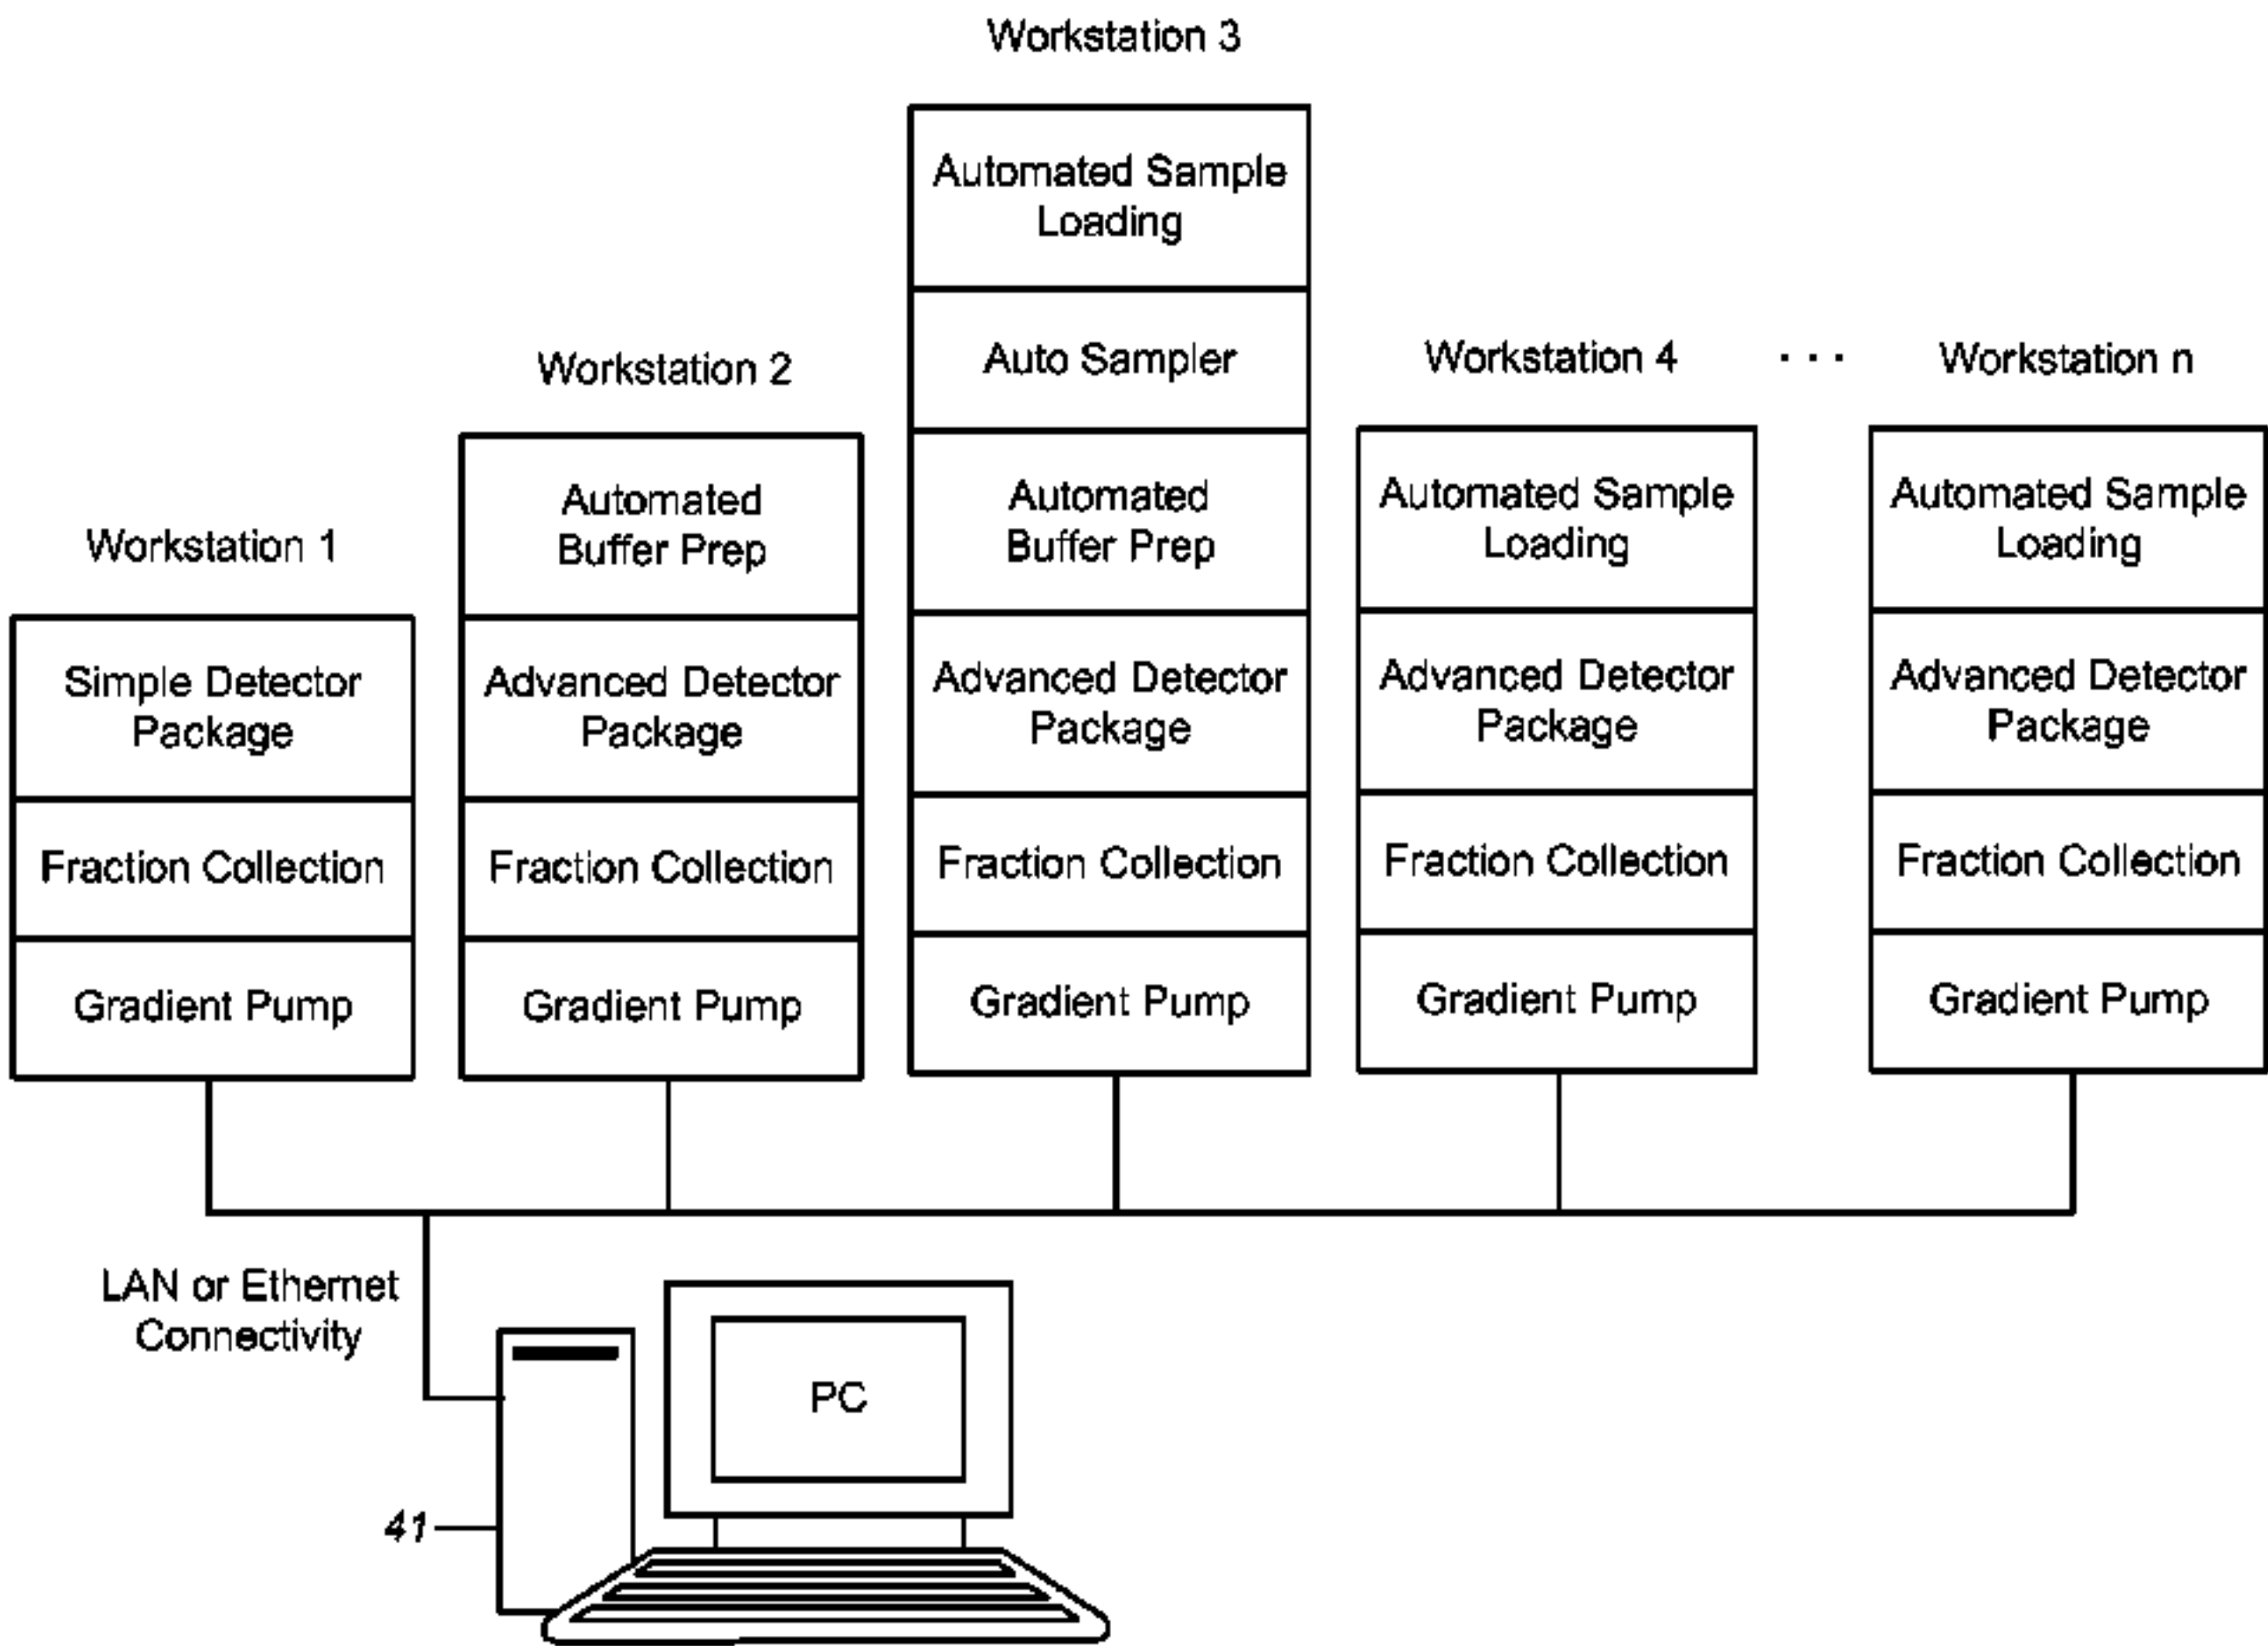 Workstation 3
Automated Sample
Loading
Auto Sampler
Automated
Buffer Prep
Advanced Detector
Package
Fraction Collection
Gradient Pump
Workstation 1
Simple Detector
Package
Fraction Collection
Gradient Pump
Workstation 2
Automated
Buffer Prep
Advanced Detector
Package
Fraction Collection
Gradient Pump
Workstation 4
Automated Sample
Loading
Advanced Detector
Package
Fraction Collection
Gradient Pump
. . .
Workstation n
Automated Sample
Loading
Advanced Detector
Package
Fraction Collection
Gradient Pump
LAN or Ethernet
Connectivity
PC
41